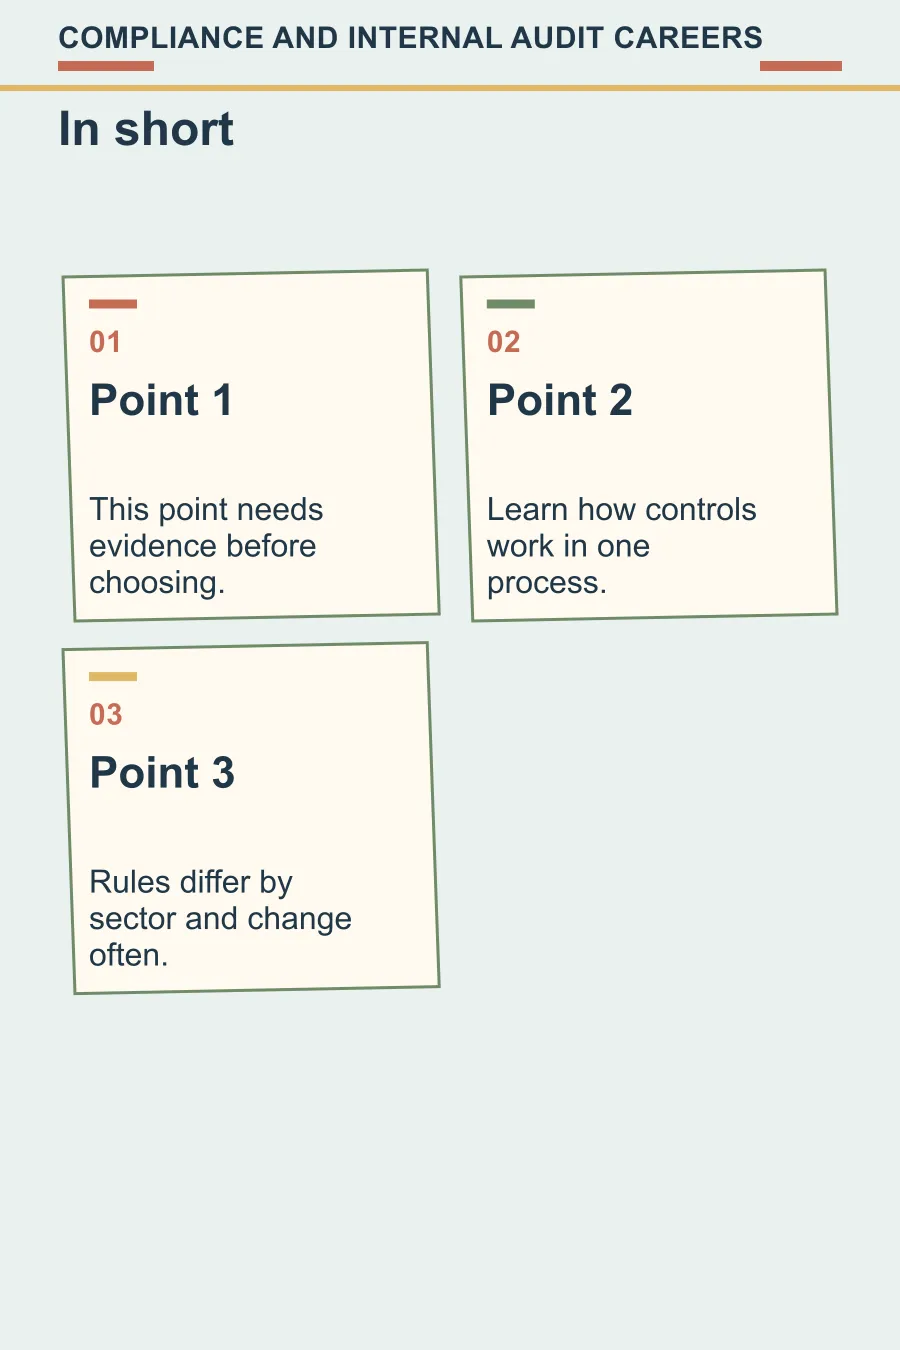 COMPLIANCE AND INTERNAL AUDIT CAREERS
In short
01
Point 1
This point needs
evidence before
choosing.
02
Point 2
Learn how controls
work in one
process.
03
Point 3
Rules differ by
sector and change
often.